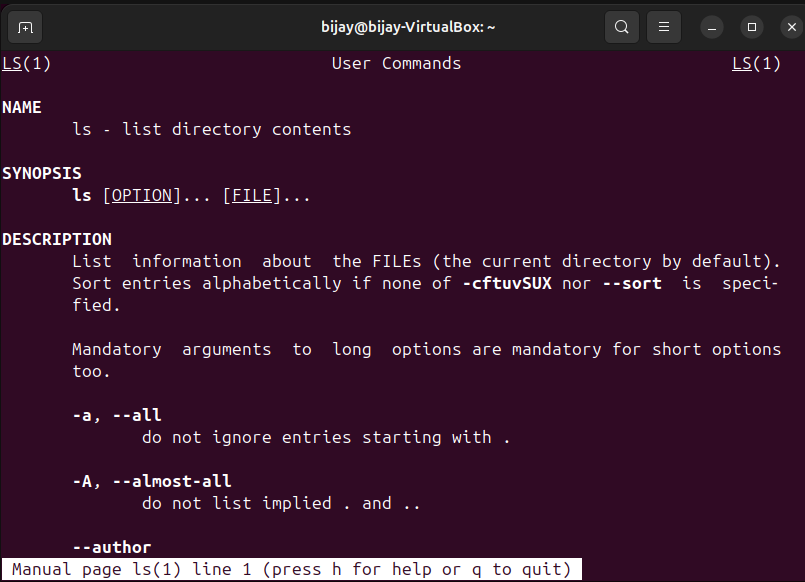 bijay@bijay-VirtualBox: ~
LS(1) User Commands LS(1)
NAME
ls - list directory contents
SYNOPSIS
ls [OPTION]... [FILE]...
DESCRIPTION
List information about the FILEs (the current directory by default).
Sort entries alphabetically if none of -cftuvSUX nor --sort is speci-
fied.
Mandatory arguments to long options are mandatory for short options
too.
-a, --all
do not ignore entries starting with .
-A, --almost-all
do not list implied . and ..
--author
Manual page ls(1) line 1 (press h for help or q to quit)